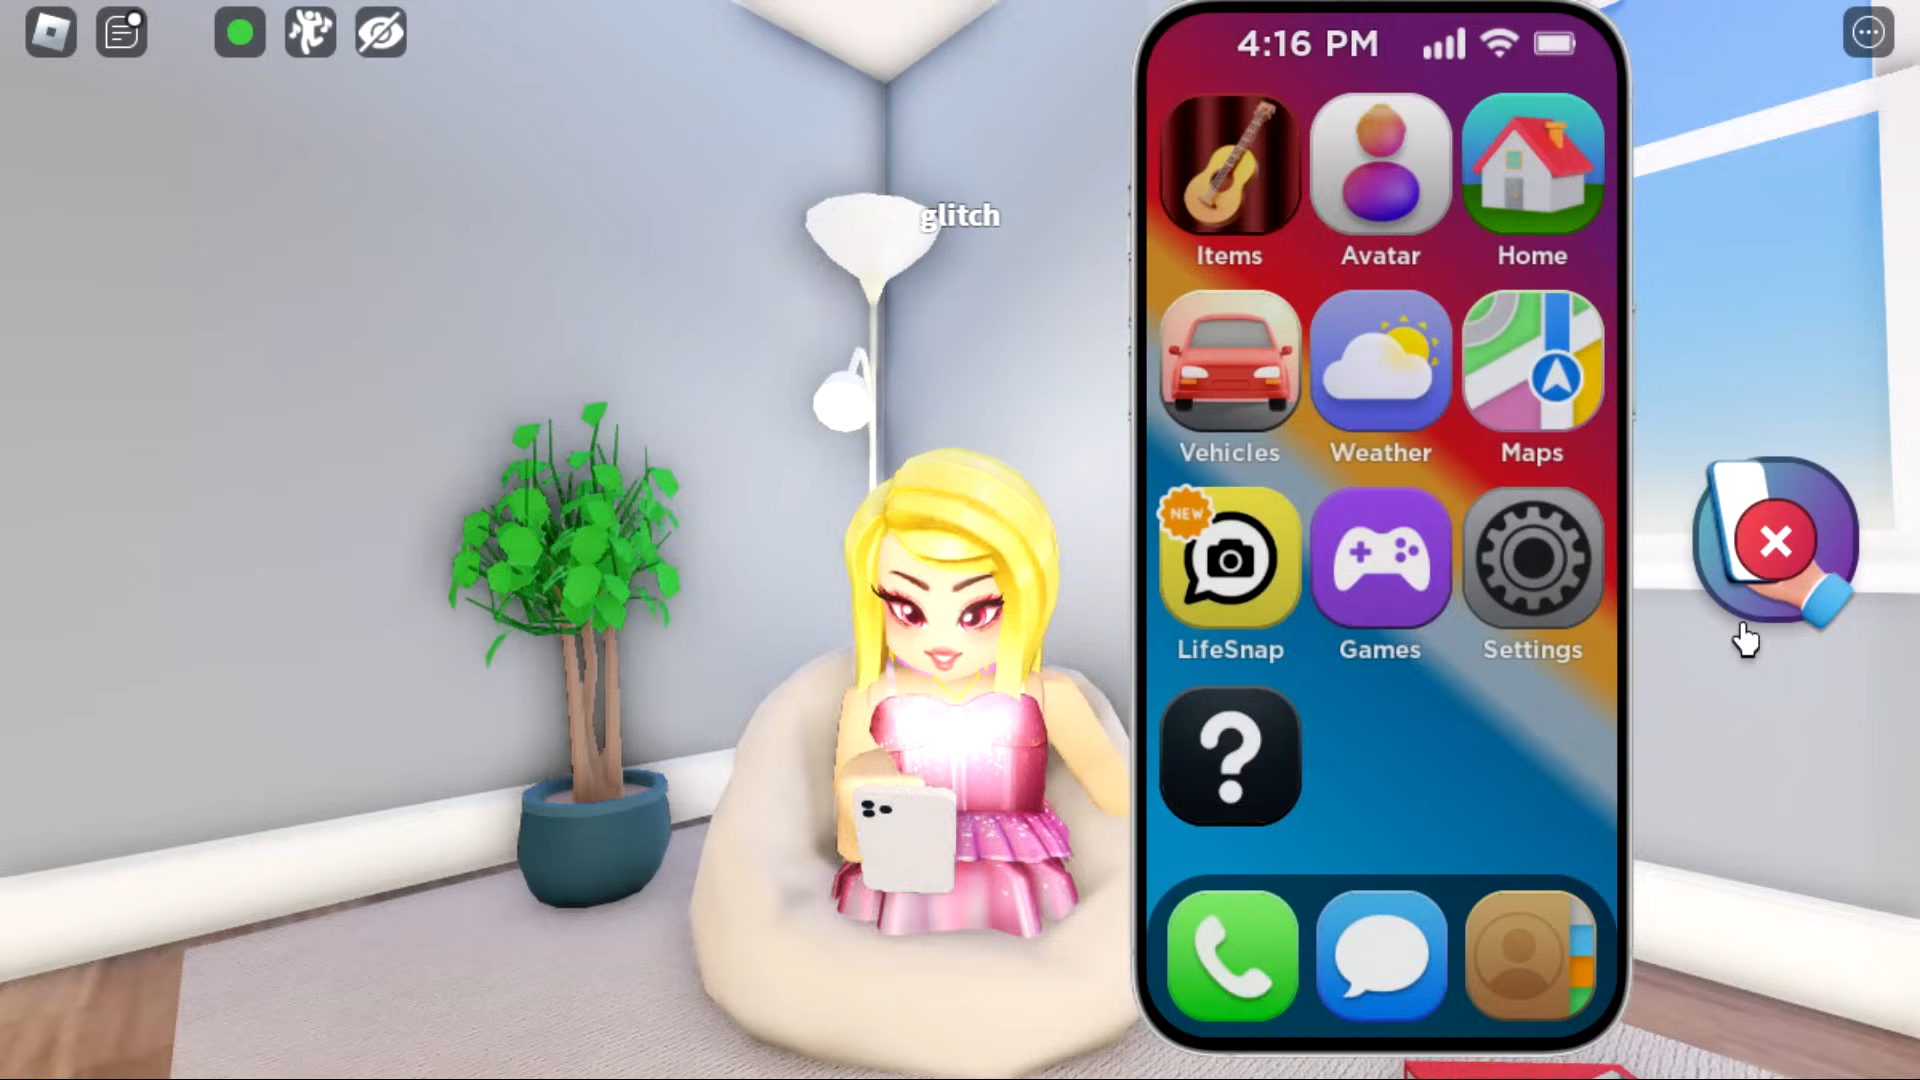 4:16 PM
glitch
Items
Avatar
Home
Vehicles
Weather
Maps
NEW
LifeSnap
Games
Settings
?